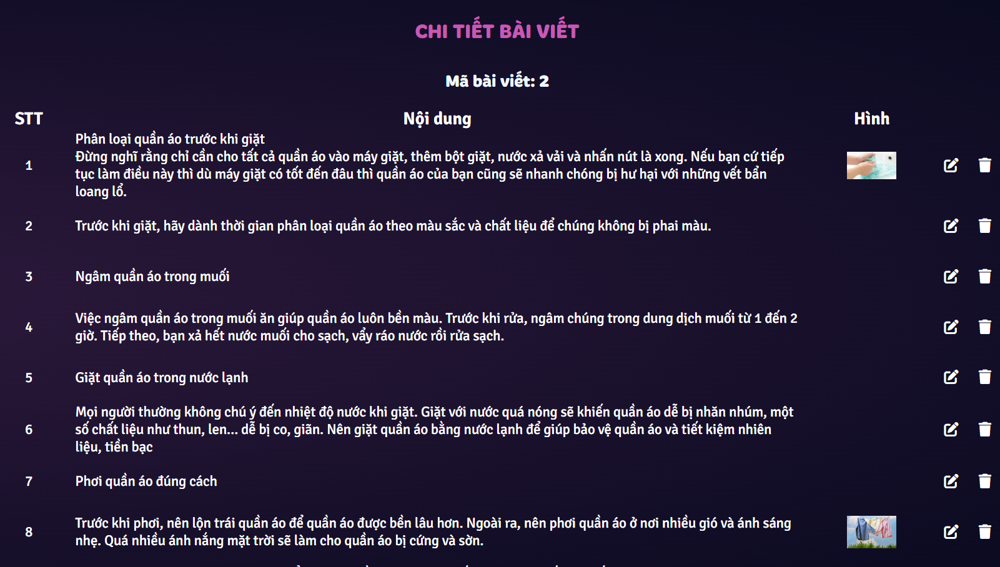 CHI TIẾT BÀI VIẾT
Mã bài viết: 2
STT Nội dung Hình
Phân loại quần áo trước khi giặt
1 Đừng nghĩ rằng chỉ cần cho tất cả quần áo vào máy giặt, thêm bột giặt, nước xả vải và nhấn nút là xong. Nếu bạn cứ tiếp
tục làm điều này thì dù máy giặt có tốt đến đâu thì quần áo của bạn cũng sẽ nhanh chóng bị hư hại với những vết bẩn
loang lổ.
2 Trước khi giặt, hãy dành thời gian phân loại quần áo theo màu sắc và chất liệu để chúng không bị phai màu.
3 Ngâm quần áo trong muối
4 Việc ngâm quần áo trong muối ăn giúp quần áo luôn bền màu. Trước khi rửa, ngâm chúng trong dung dịch muối từ 1 đến 2
giờ. Tiếp theo, bạn xả hết nước muối cho sạch, vẩy ráo nước rồi rửa sạch.
5 Giặt quần áo trong nước lạnh
Mọi người thường không chú ý đến nhiệt độ nước khi giặt. Giặt với nước quá nóng sẽ khiến quần áo dễ bị nhăn nhúm, một
6 số chất liệu như thun, len... dễ bị co, giãn. Nên giặt quần áo bằng nước lạnh để giúp bảo vệ quần áo và tiết kiệm nhiên
liệu, tiền bạc
7 Phơi quần áo đúng cách
8 Trước khi phơi, nên lộn trái quần áo để quần áo được bền lâu hơn. Ngoài ra, nên phơi quần áo ở nơi nhiều gió và ánh sáng
nhẹ. Quá nhiều ánh nắng mặt trời sẽ làm cho quần áo bị cứng và sờn.